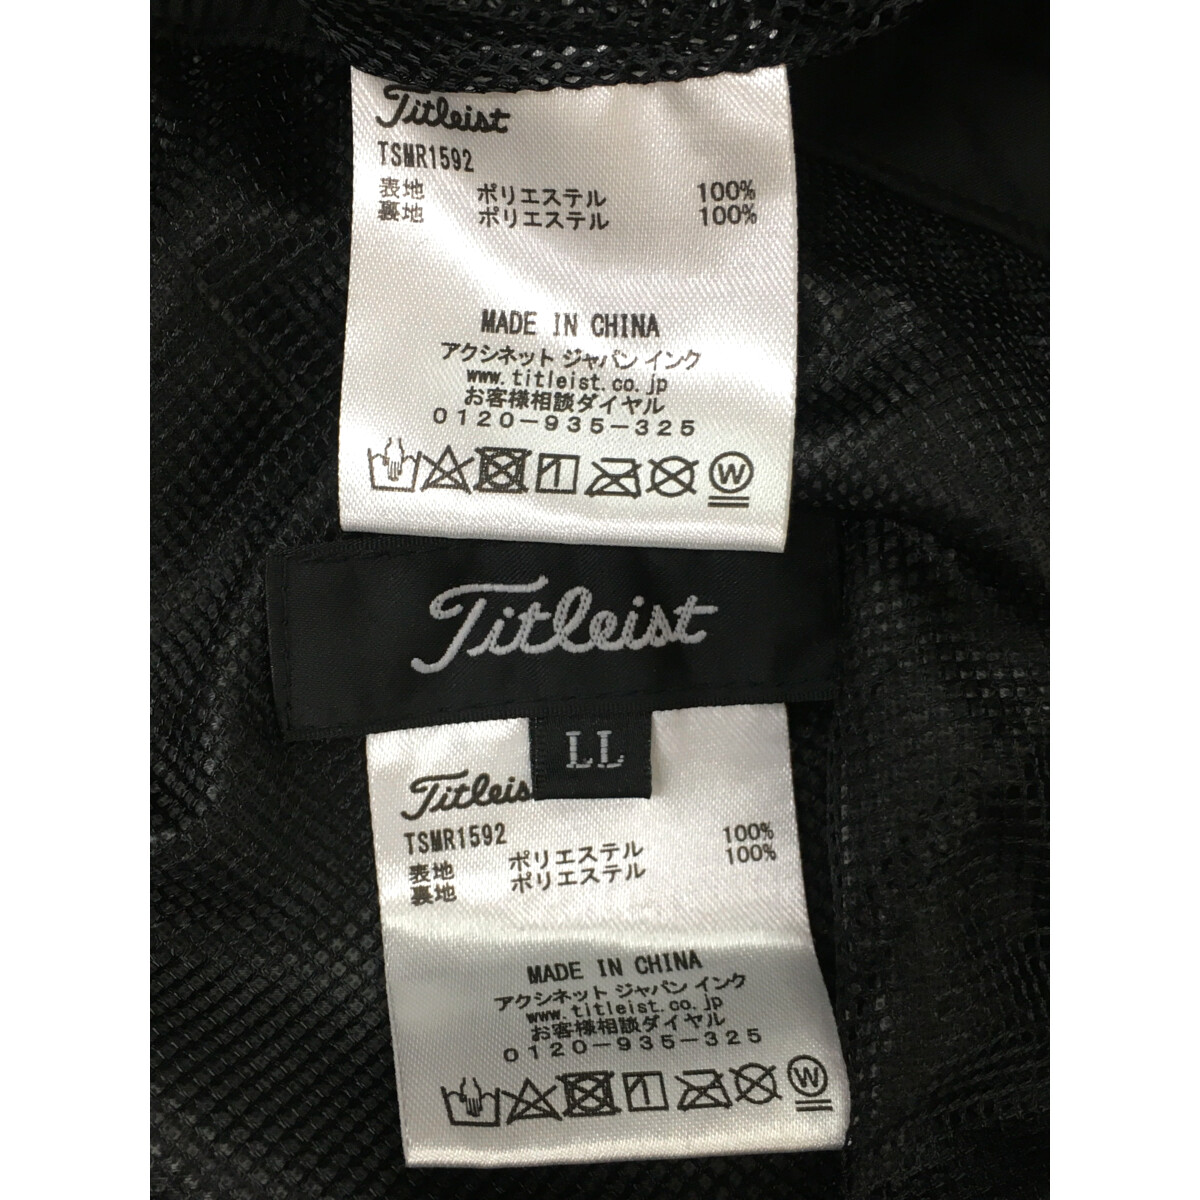 Titleist
TSMR1592
表地 ポリエステル 100%
裏地 ポリエステル 100%
MADE IN CHINA
アクシネット ジャパン インク
www.titleist.co.jp
お客様相談ダイヤル
0120-935-325
W
Titleist
LL
Titleis
TSMR1592
表地 ポリエステル 100%
裏地 ポリエステル 100%
MADE IN CHINA
アクシネット ジャパン インク
www.titleist.co.jp
お客様相談ダイヤル
0120-935-325
W